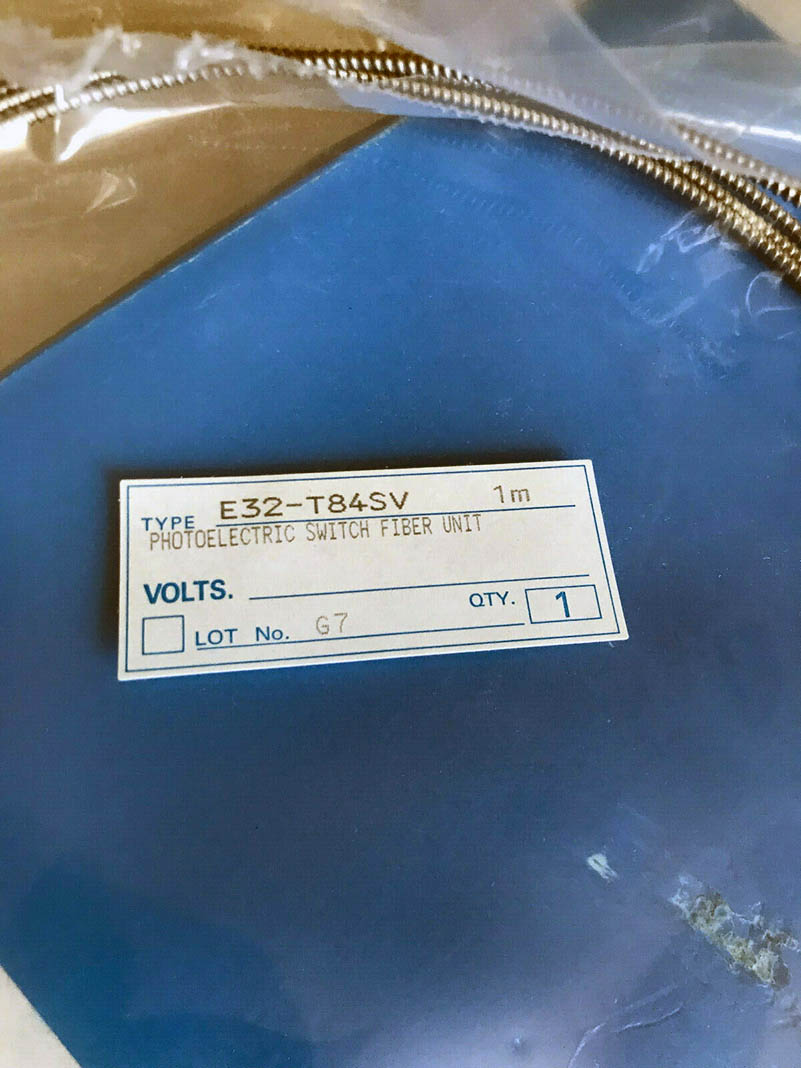 TYPE E32-T84SV 1m
PHOTOELECTRIC SWITCH FIBER UNIT
VOLTS.
QTY. 1
LOT No. G7